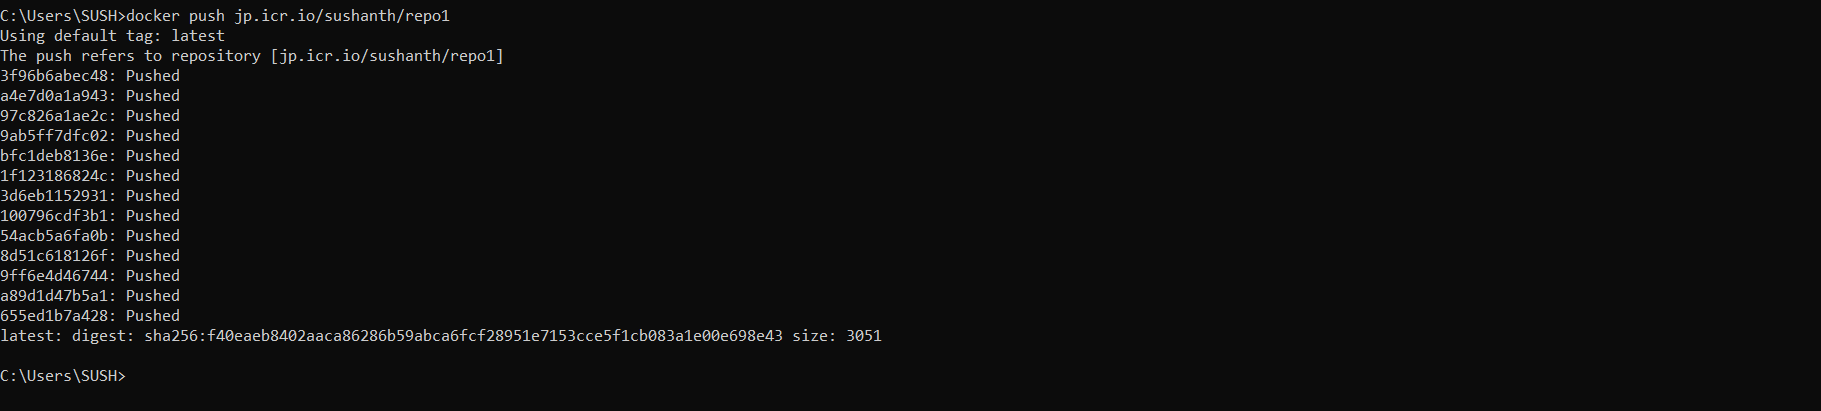 C:\Users\SUSH>docker push jp.icr.io/sushanth/repo1
Using default tag: latest
The push refers to repository [jp.icr.io/sushanth/repo1]
3f96b6abec48: Pushed
a4e7d0a1a943: Pushed
97c826a1ae2c: Pushed
9ab5ff7dfc02: Pushed
bfc1deb8136e: Pushed
1f123186824c: Pushed
3d6eb1152931: Pushed
100796cdf3b1: Pushed
54acb5a6fa0b: Pushed
8d51c618126f: Pushed
9ff6e4d46744: Pushed
a89d1d47b5a1: Pushed
655ed1b7a428: Pushed
latest: digest: sha256:f40eaeb8402aaca86286b59abca6fcf28951e7153cce5f1cb083a1e00e698e43 size: 3051
C:\Users\SUSH>